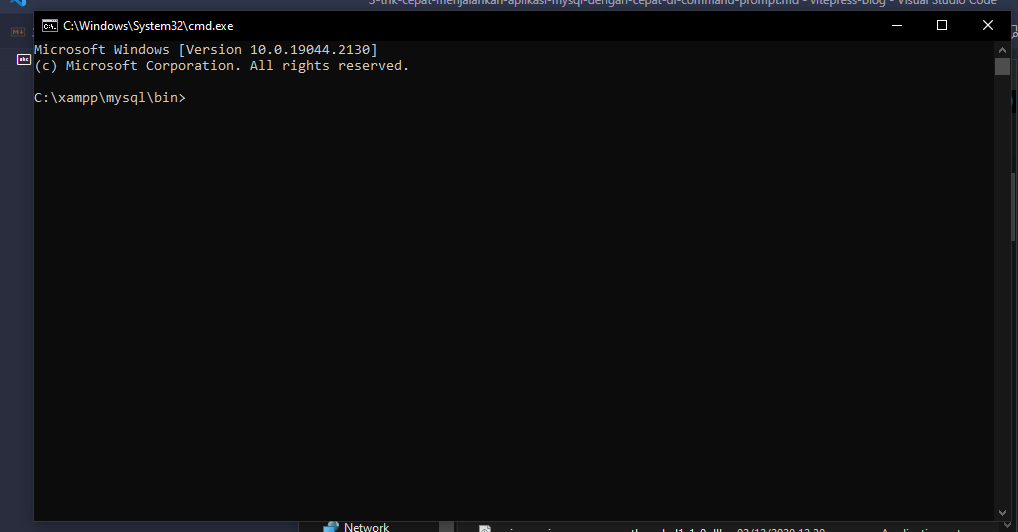 3-trik-cepat-menjalankan-aplikasi-mysql-dengan-cepat-di-command-prompt.md - vitepress-blog - Visual Studio Code
C:\Windows\System32\cmd.exe
Microsoft Windows [Version 10.0.19044.2130]
(c) Microsoft Corporation. All rights reserved.
C:\xampp\mysql\bin>
Network